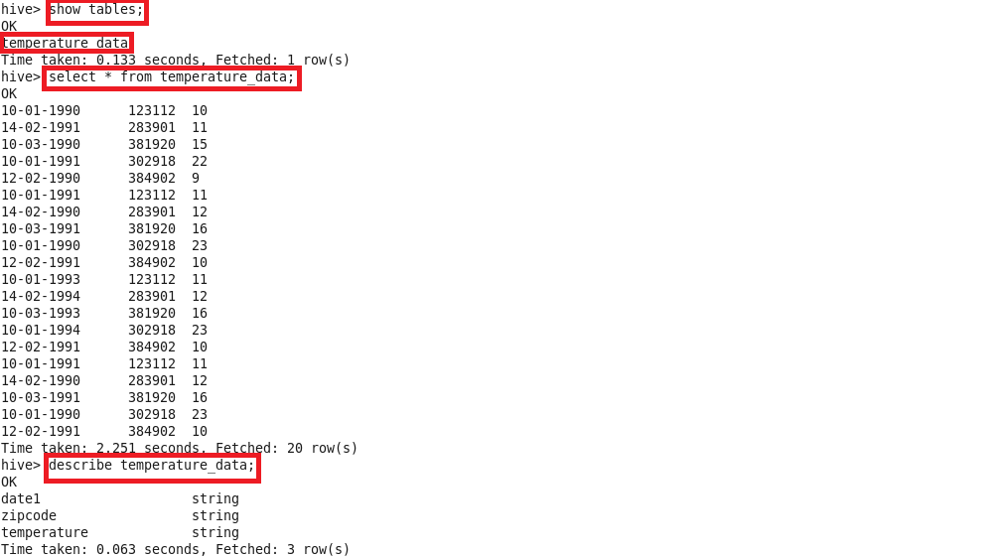 hive> show tables;
OK
temperature_data
Time taken: 0.133 seconds, Fetched: 1 row(s)
hive> select * from temperature_data;
OK
10-01-1990      123112  10
14-02-1991      283901  11
10-03-1990      381920  15
10-01-1991      302918  22
12-02-1990      384902  9
10-01-1991      123112  11
14-02-1990      283901  12
10-03-1991      381920  16
10-01-1990      302918  23
12-02-1991      384902  10
10-01-1993      123112  11
14-02-1994      283901  12
10-03-1993      381920  16
10-01-1994      302918  23
12-02-1991      384902  10
10-01-1991      123112  11
14-02-1990      283901  12
10-03-1991      381920  16
10-01-1990      302918  23
12-02-1991      384902  10
Time taken: 2.251 seconds, Fetched: 20 row(s)
hive> describe temperature_data;
OK
date1                   string
zipcode                 string
temperature             string
Time taken: 0.063 seconds, Fetched: 3 row(s)